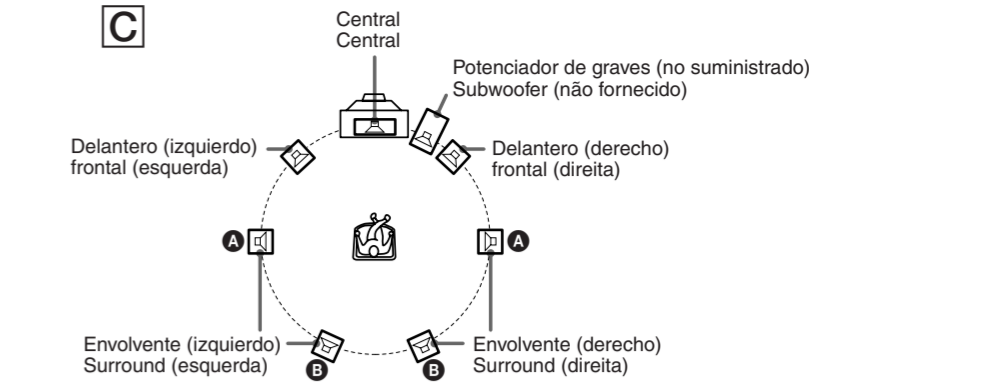 C
Central
Central
Potenciador de graves (no suministrado)
Subwoofer (não fornecido)
Delantero (izquierdo)
frontal (esquerda)
Delantero (derecho)
frontal (direita)
A
A
Envolvente (izquierdo)
Surround (esquerda)
B
B
Envolvente (derecho)
Surround (direita)